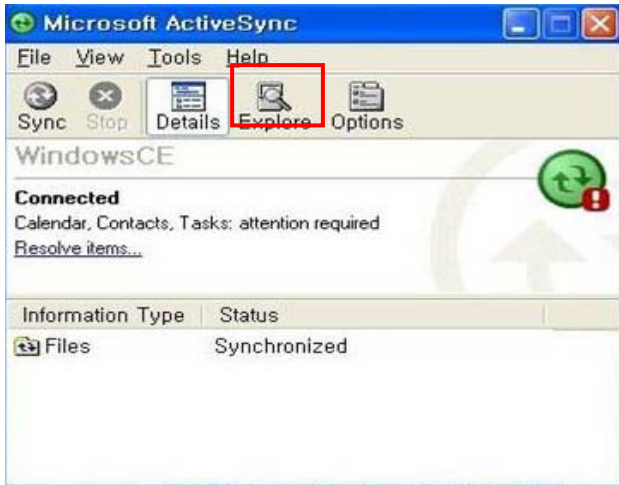 Microsoft ActiveSync
File View Tools Help
Sync Stop Details Explore Options
WindowsCE
Connected
Calendar, Contacts, Tasks: attention required
Resolve items...
Information Type Status
Files Synchronized